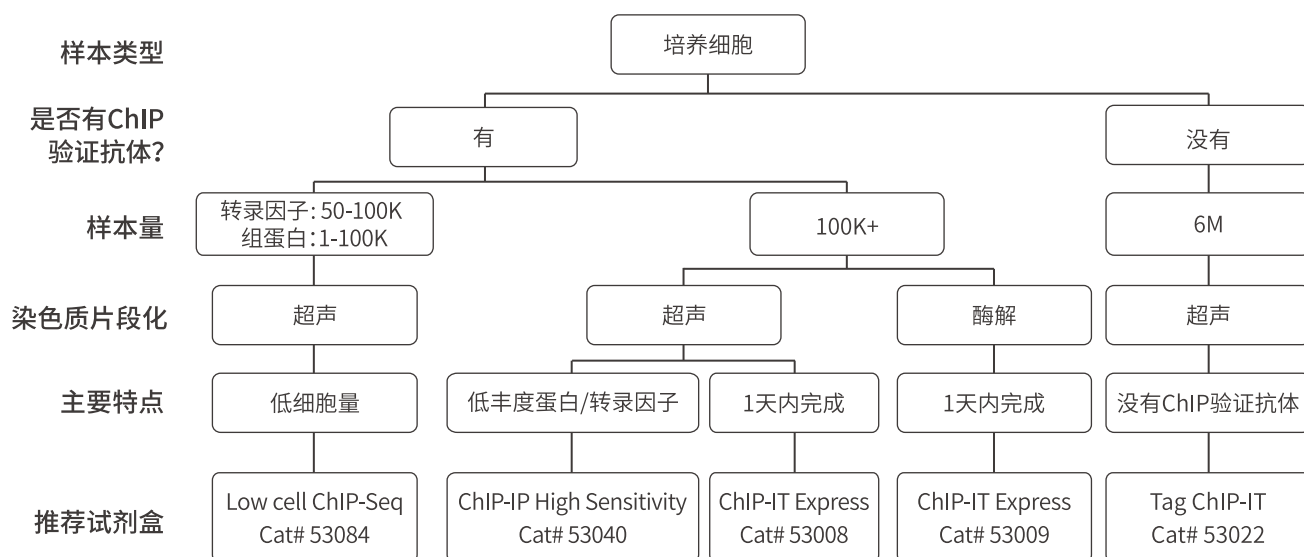 样本类型
培养细胞
是否有ChIP
验证抗体?
有
没有
样本量
转录因子: 50-100K
组蛋白: 1-100K
100K+
6M
染色质片段化
超声
超声
酶解
超声
主要特点
低细胞量
低丰度蛋白/转录因子
1天内完成
1天内完成
没有ChIP验证抗体
推荐试剂盒
Low cell ChIP-Seq
Cat# 53084
ChIP-IP High Sensitivity
Cat# 53040
ChIP-IT Express
Cat# 53008
ChIP-IT Express
Cat# 53009
Tag ChIP-IT
Cat# 53022